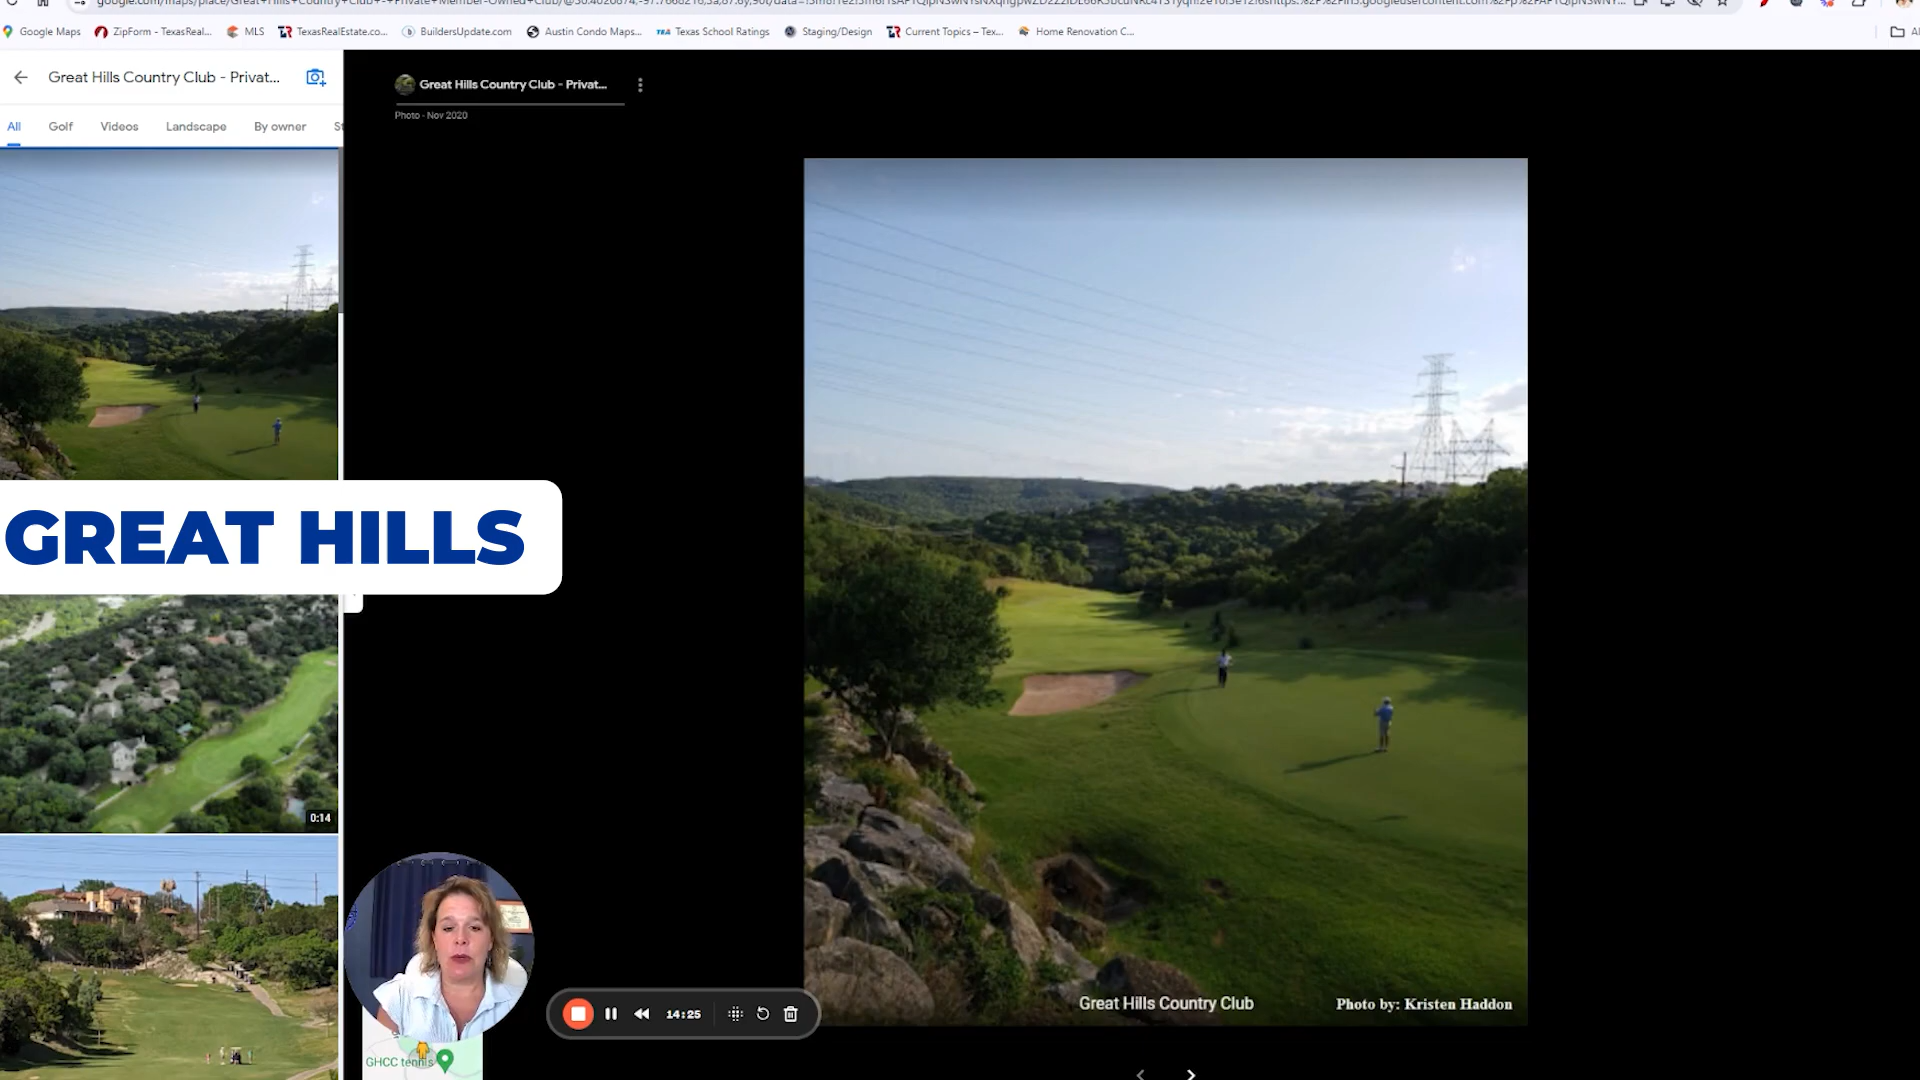 Google Maps
ZipForm - TexasReal...
MLS
TexasRealEstate.co...
BuildersUpdate.com
Austin Condo Maps...
TEA
Texas School Ratings
Staging/Design
Current Topics – Tex...
Home Renovation C...
Great Hills Country Club - Privat...
Great Hills Country Club - Privat...
Photo - Nov 2020
All
Golf
Videos
Landscape
By owner
St
GREAT HILLS
0:14
14:25
GHCC tennis
Great Hills Country Club
Photo by: Kristen Haddon